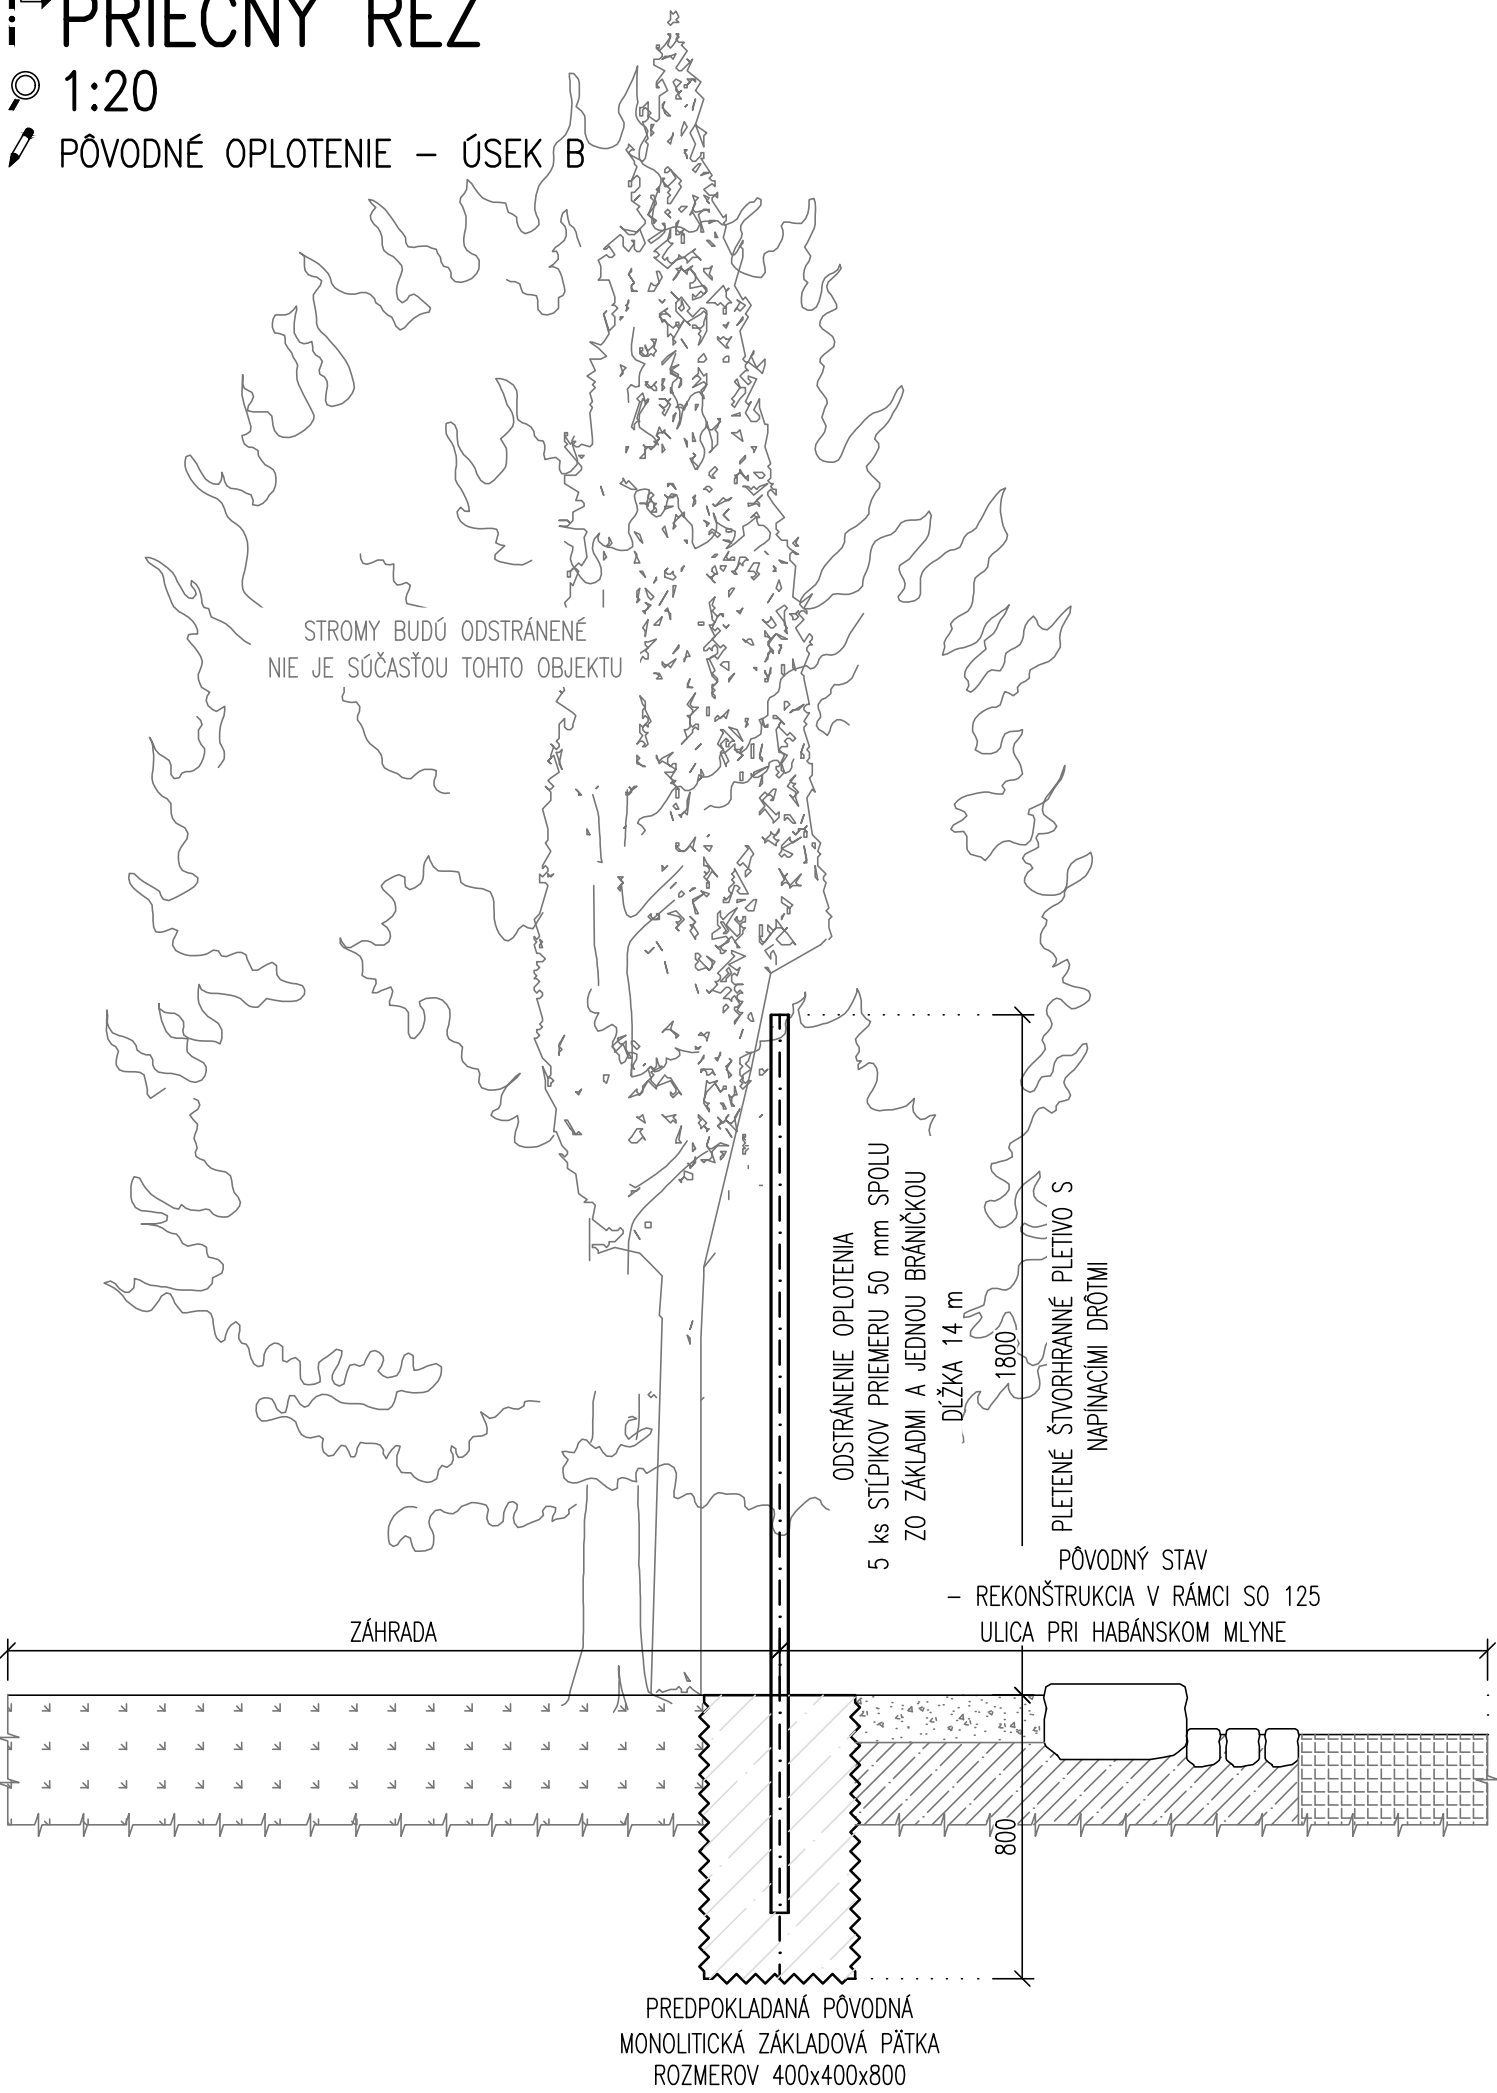 PRIEČNY REZ
1:20
PÔVODNÉ OPLOTENIE – ÚSEK B
STROMY BUDÚ ODSTRÁNENÉ
NIE JE SÚČASŤOU TOHTO OBJEKTU
ODSTRÁNENIE OPLOTENIA
5 ks STĹPIKOV PRIEMERU 50 mm SPOLU
ZO ZÁKLADMI A JEDNOU BRÁNIČKOU
DĹŽKA 14 m
1800
PLETENÉ ŠTVORHRANNÉ PLETIVO S
NAPÍNACÍMI DRÔTMI
PÔVODNÝ STAV
– REKONŠTRUKCIA V RÁMCI SO 125
ULICA PRI HABÁNSKOM MLYNE
ZÁHRADA
800
PREDPOKLADANÁ PÔVODNÁ
MONOLITICKÁ ZÁKLADOVÁ PÄTKA
ROZMEROV 400x400x800